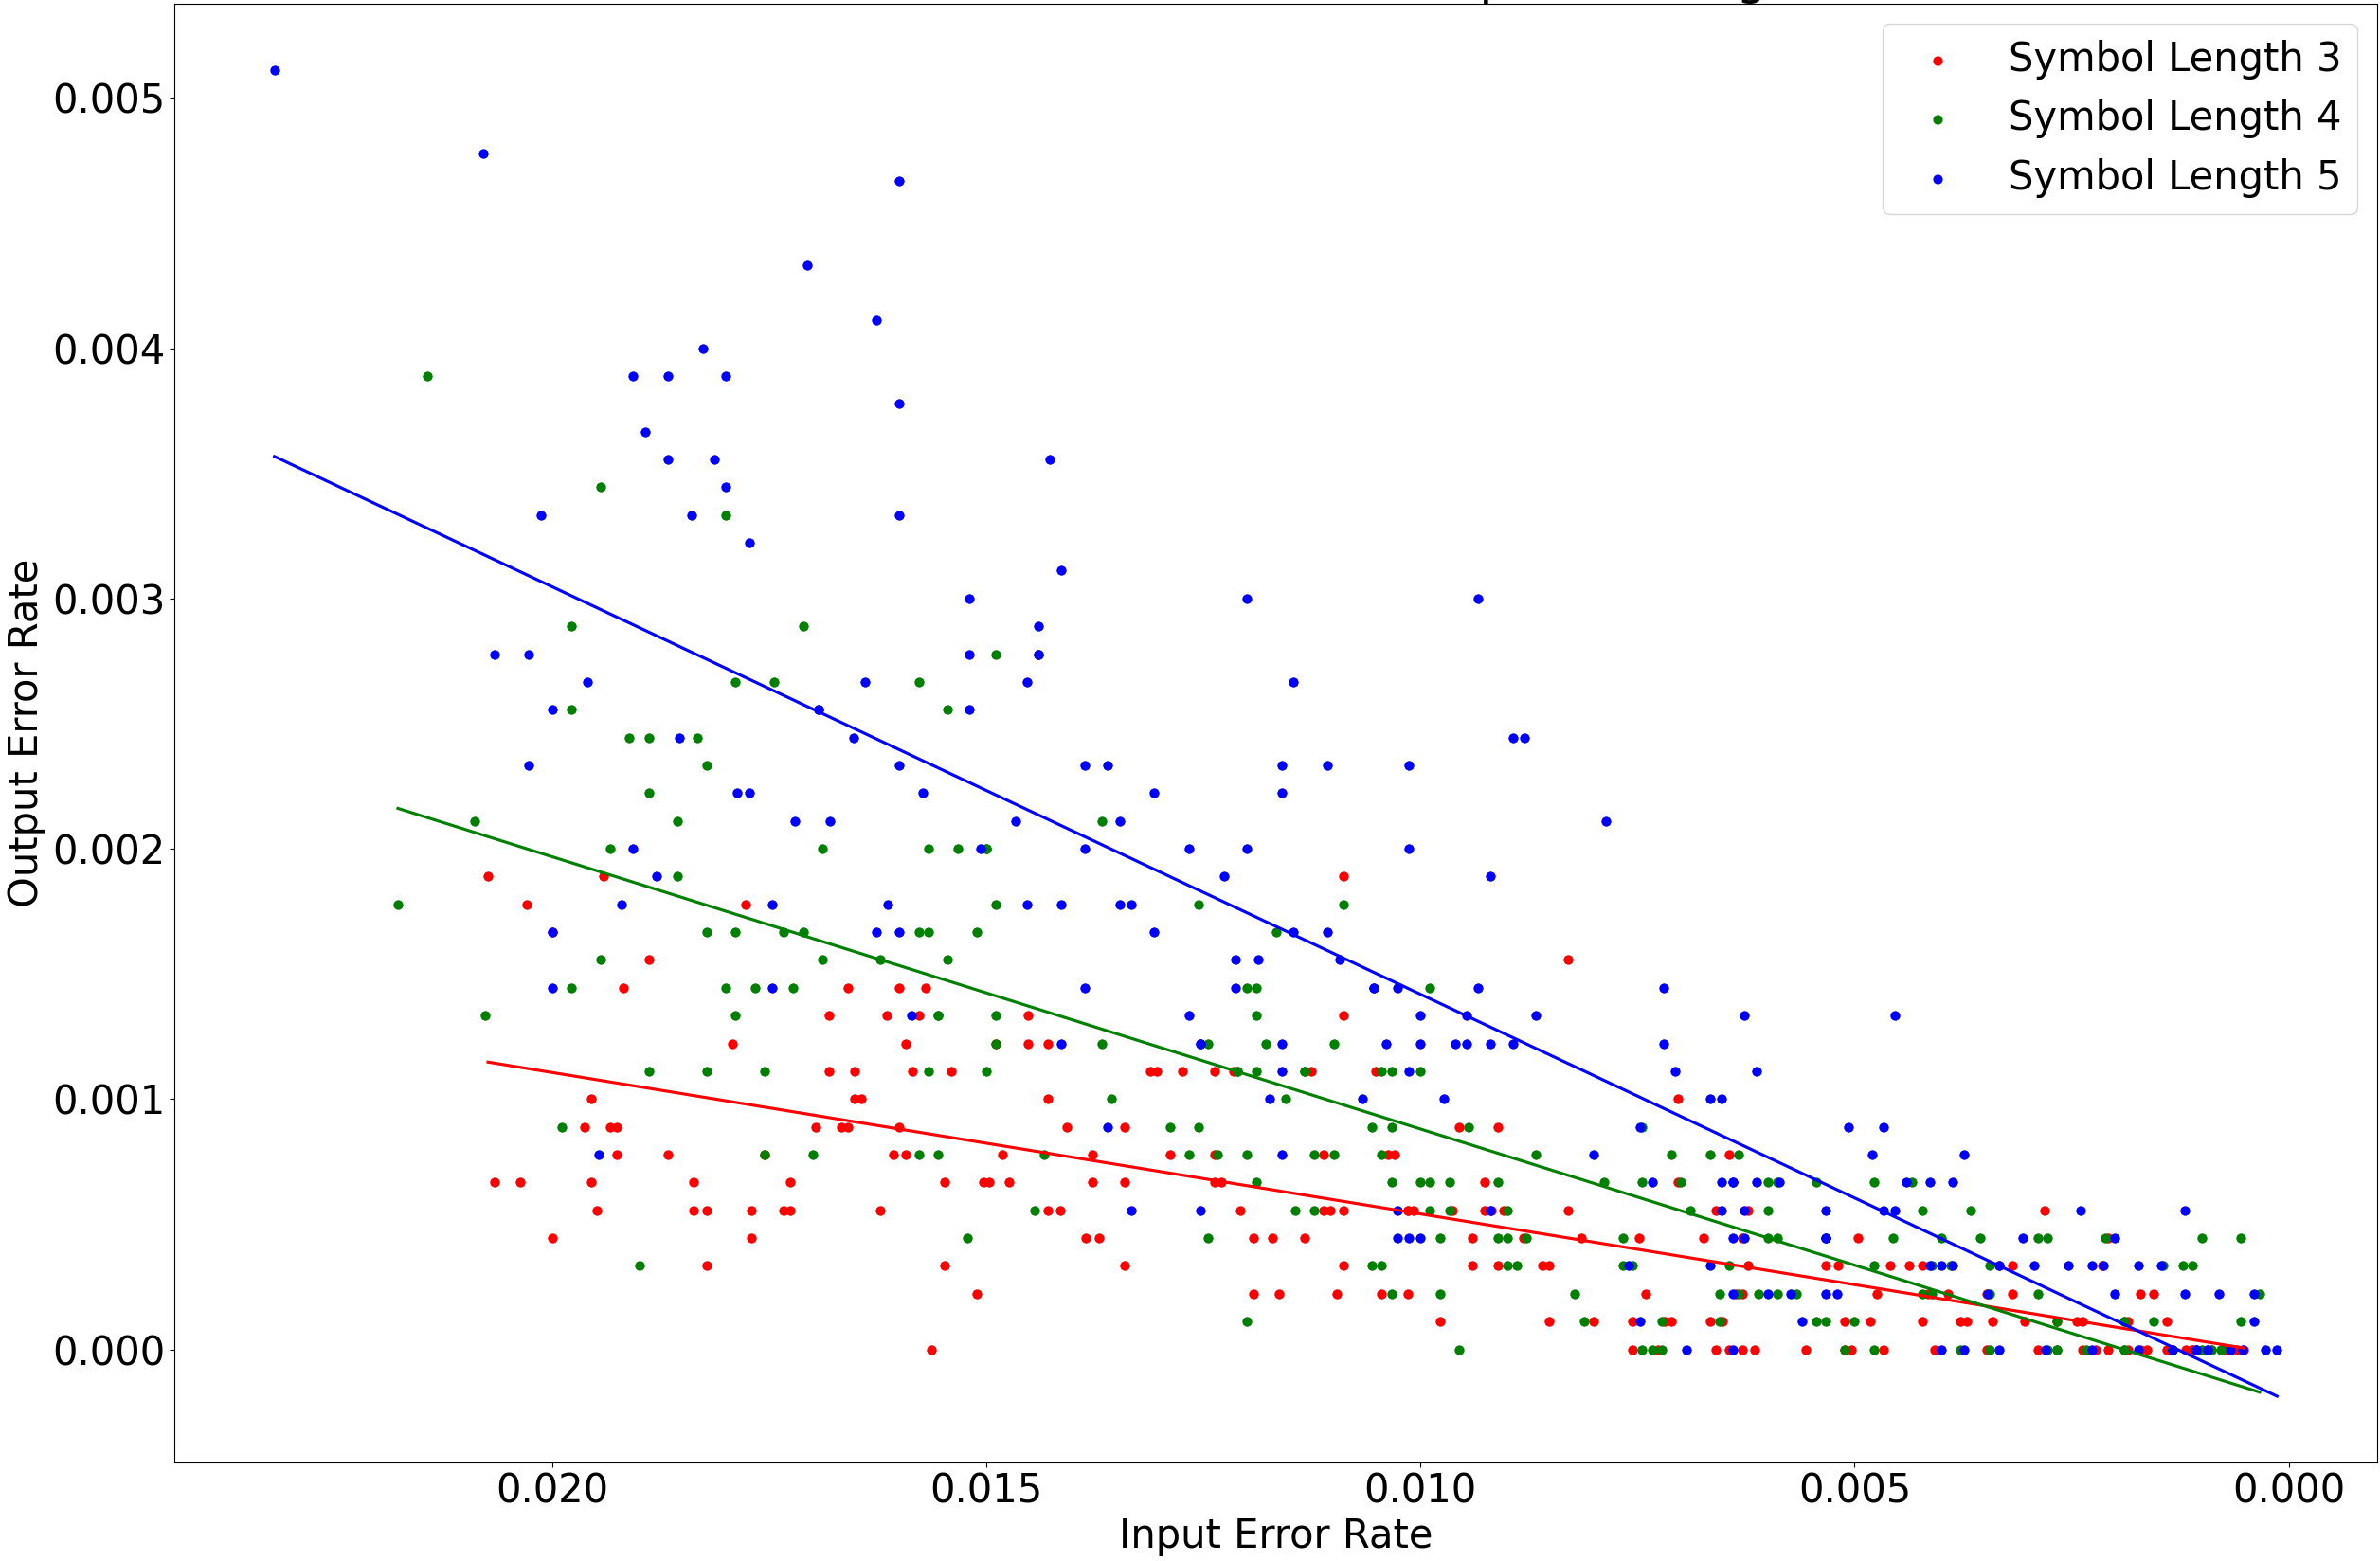 Symbol Length 3
Symbol Length 4
Symbol Length 5
0.005
0.004
0.003
0.002
0.001
0.000
Output Error Rate
0.020 0.015 0.010 0.005 0.000
Input Error Rate